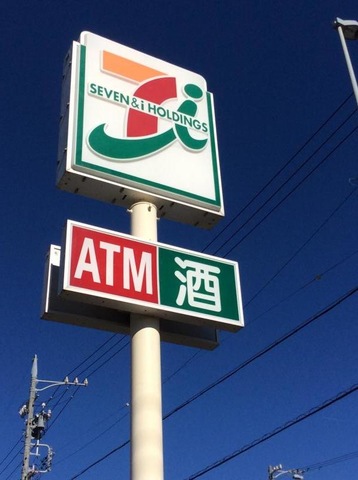 SEVEN & i HOLDINGS
ATM 酒